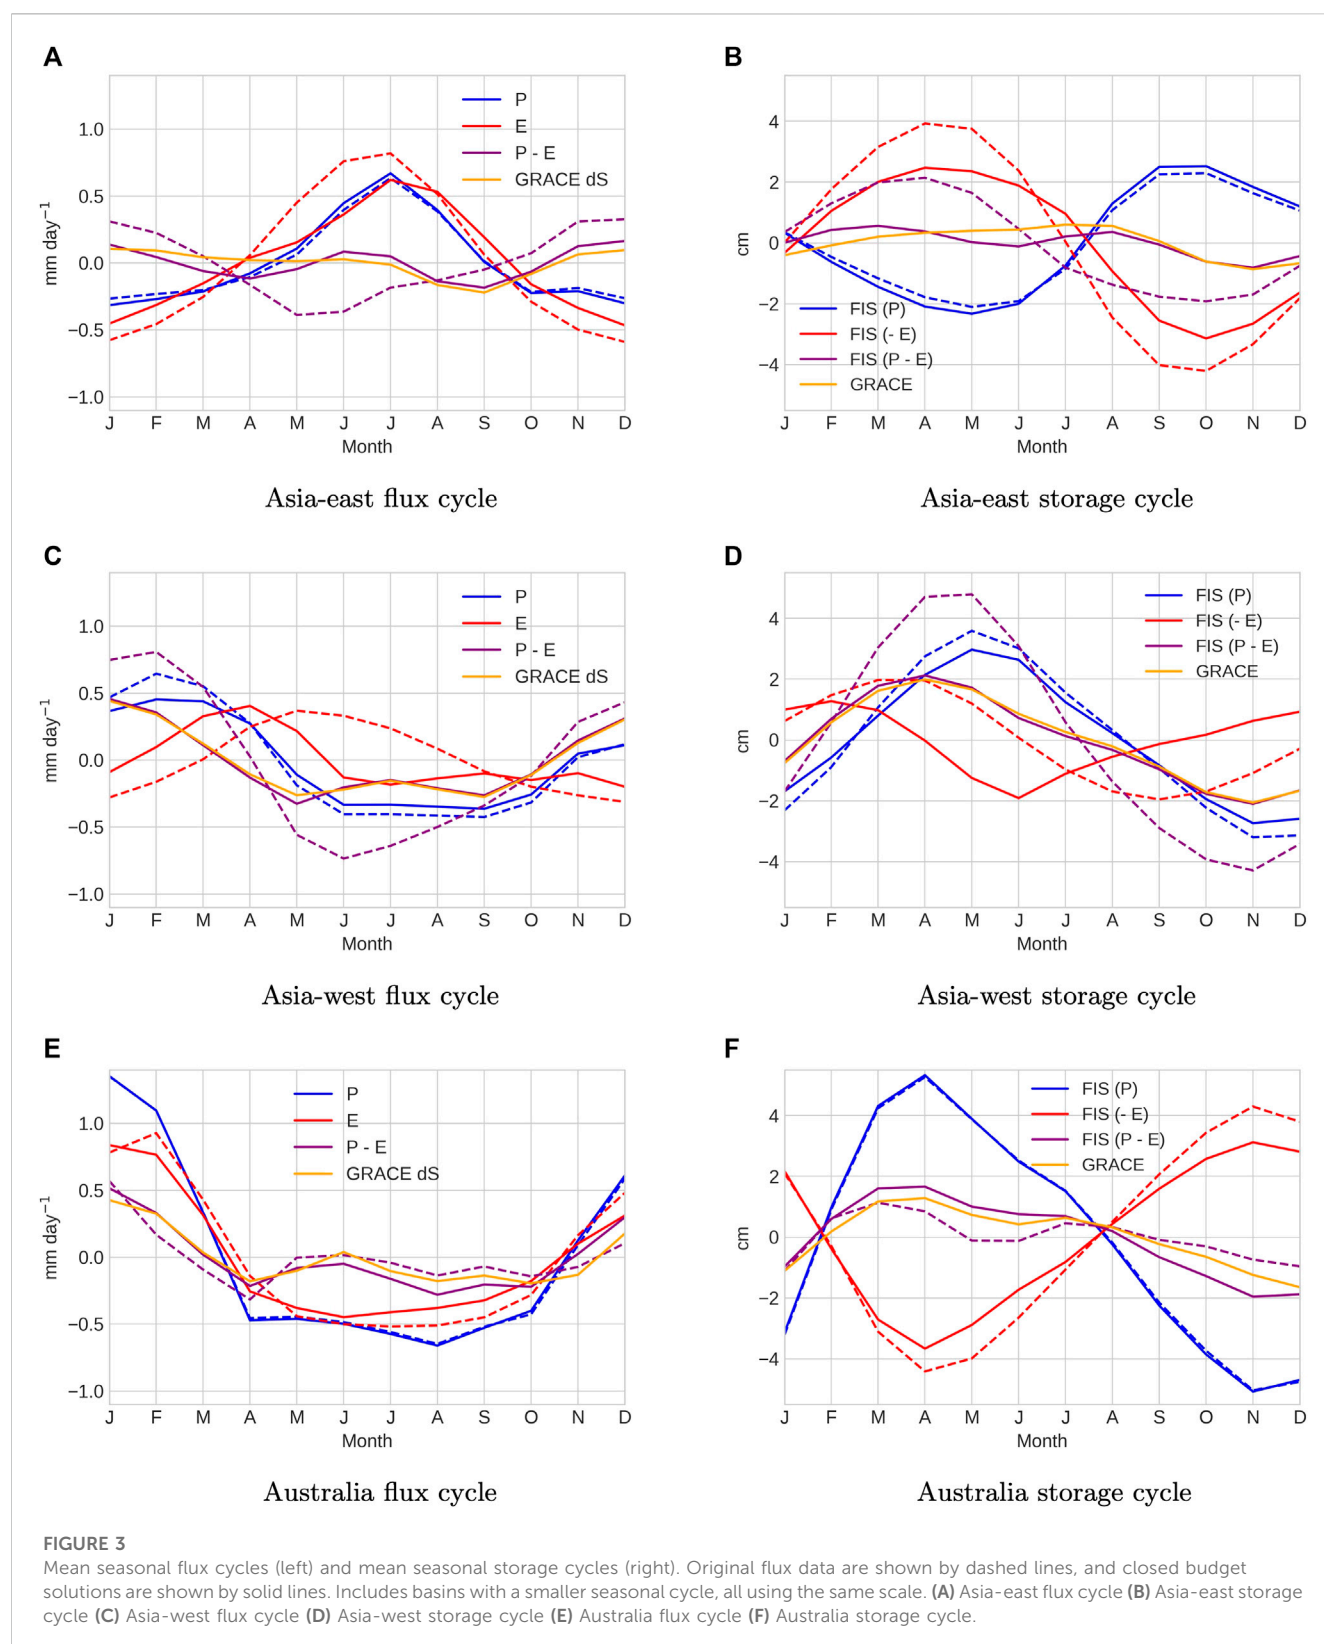 A
1.0
0.5
0.0
−0.5
−1.0
mm day−1
P
E
P - E
GRACE dS
J F M A M J J A S O N D
Month
Asia-east flux cycle
B
4
2
0
−2
−4
cm
FIS (P)
FIS (- E)
FIS (P - E)
GRACE
J F M A M J J A S O N D
Month
Asia-east storage cycle
C
1.0
0.5
0.0
−0.5
−1.0
mm day−1
P
E
P - E
GRACE dS
J F M A M J J A S O N D
Month
Asia-west flux cycle
D
4
2
0
−2
−4
cm
FIS (P)
FIS (- E)
FIS (P - E)
GRACE
J F M A M J J A S O N D
Month
Asia-west storage cycle
E
1.0
0.5
0.0
−0.5
−1.0
mm day−1
P
E
P - E
GRACE dS
J F M A M J J A S O N D
Month
Australia flux cycle
F
4
2
0
−2
−4
cm
FIS (P)
FIS (- E)
FIS (P - E)
GRACE
J F M A M J J A S O N D
Month
Australia storage cycle
FIGURE 3
Mean seasonal flux cycles (left) and mean seasonal storage cycles (right). Original flux data are shown by dashed lines, and closed budget
solutions are shown by solid lines. Includes basins with a smaller seasonal cycle, all using the same scale. (A) Asia-east flux cycle (B) Asia-east storage
cycle (C) Asia-west flux cycle (D) Asia-west storage cycle (E) Australia flux cycle (F) Australia storage cycle.